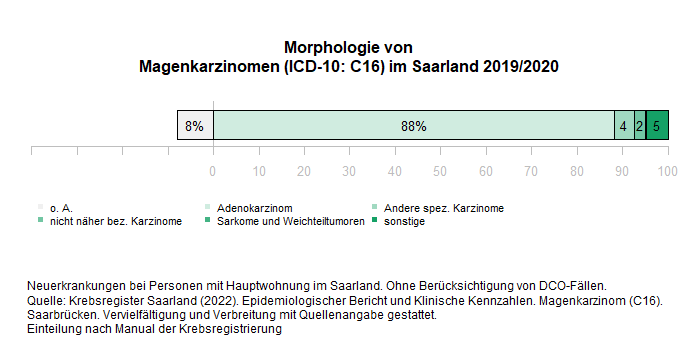 Morphologie von
Magenkarzinomen (ICD-10: C16) im Saarland 2019/2020
8% 88% 4 2 5
0 10 20 30 40 50 60 70 80 90 100
o. A. Adenokarzinom Andere spez. Karzinome
nicht näher bez. Karzinome Sarkome und Weichteiltumoren sonstige
Neuerkrankungen bei Personen mit Hauptwohnung im Saarland. Ohne Berücksichtigung von DCO-Fällen.
Quelle: Krebsregister Saarland (2022). Epidemiologischer Bericht und Klinische Kennzahlen. Magenkarzinom (C16).
Saarbrücken. Vervielfältigung und Verbreitung mit Quellenangabe gestattet.
Einteilung nach Manual der Krebsregistrierung